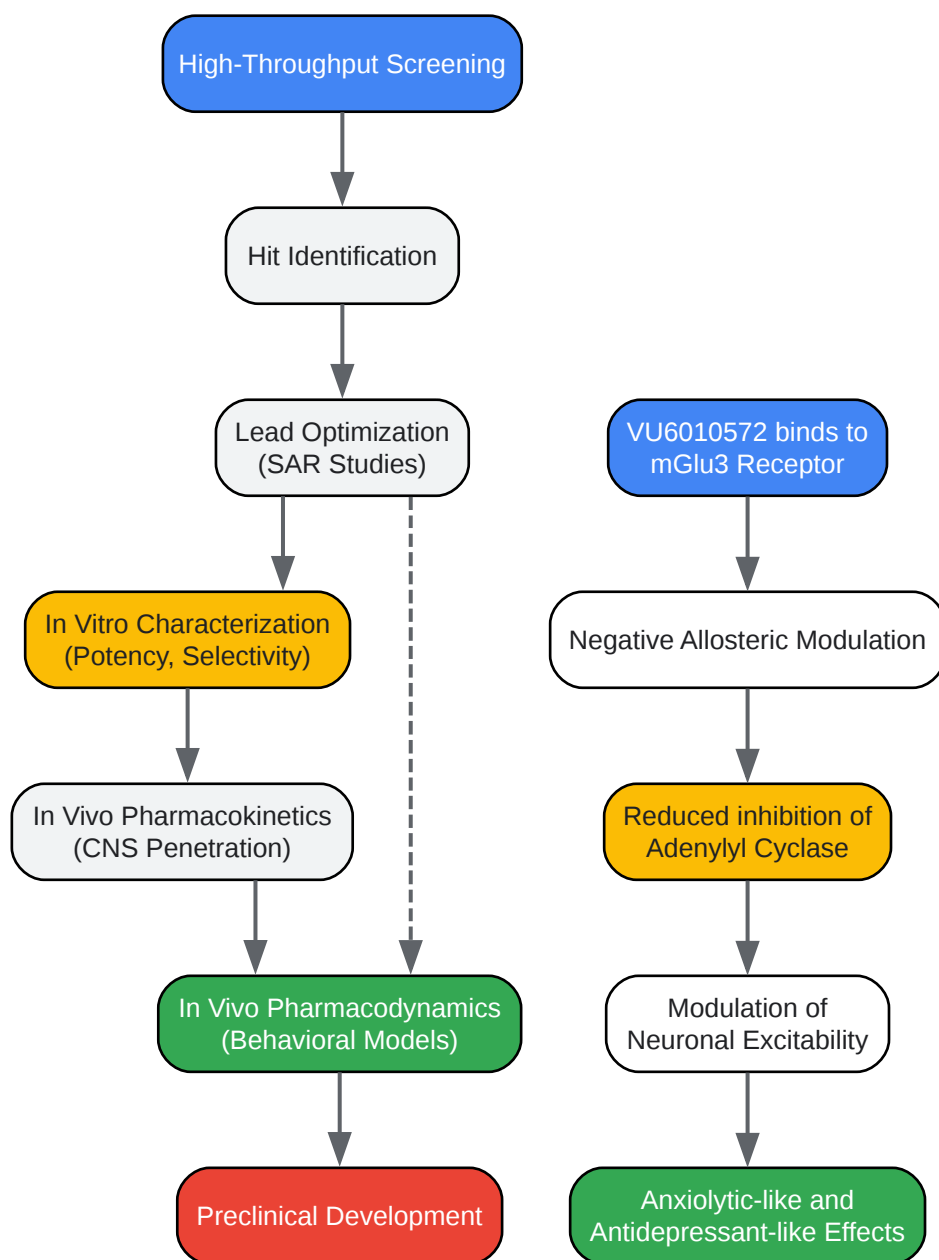 High-Throughput Screening
Hit Identification
Lead Optimization
(SAR Studies)
In Vitro Characterization
(Potency, Selectivity)
In Vivo Pharmacokinetics
(CNS Penetration)
In Vivo Pharmacodynamics
(Behavioral Models)
Preclinical Development
VU6010572 binds to
mGlu3 Receptor
Negative Allosteric Modulation
Reduced inhibition of
Adenylyl Cyclase
Modulation of
Neuronal Excitability
Anxiolytic-like and
Antidepressant-like Effects